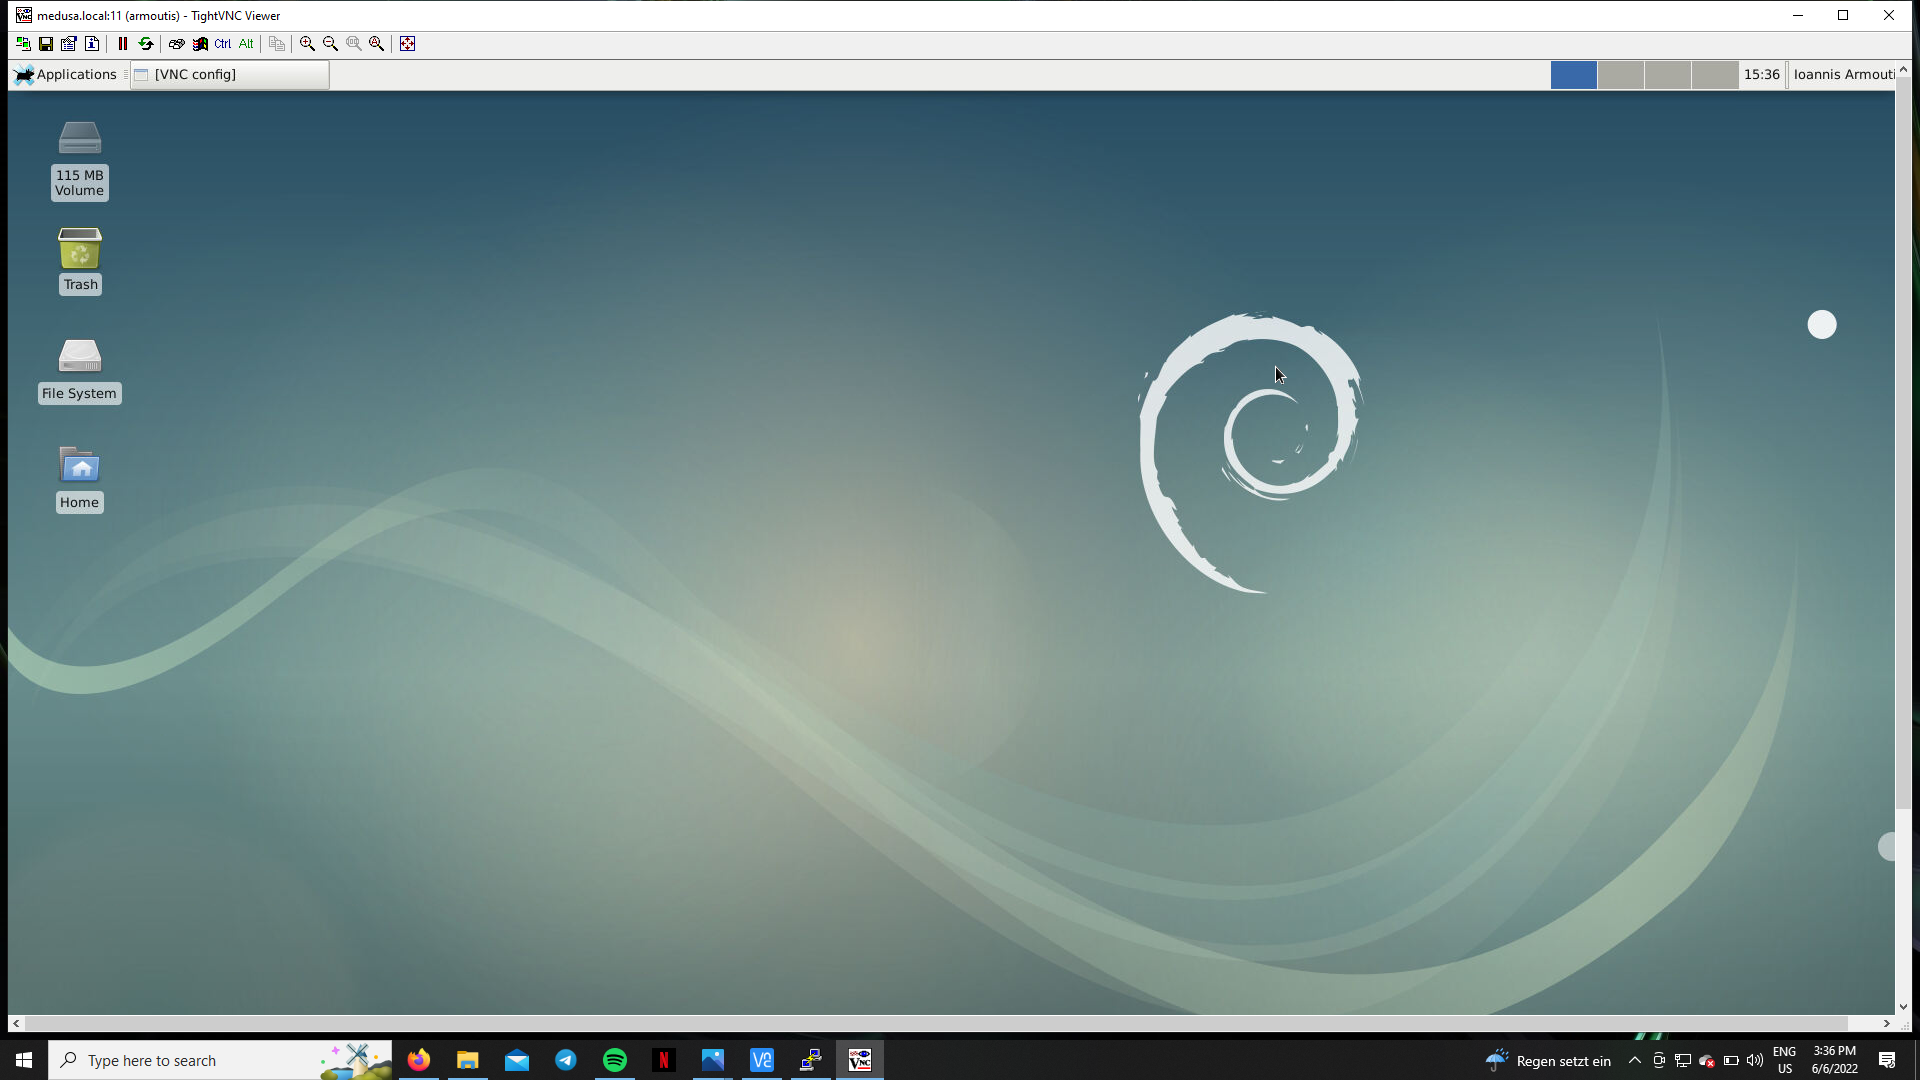 medusa.local:11 (armoutis) - TightVNC Viewer
Ctrl Alt
Applications [VNC config] 15:36 Ioannis Armouti
115 MB
Volume
Trash
File System
Home
Type here to search
Regen setzt ein
ENG
US
3:36 PM
6/6/2022